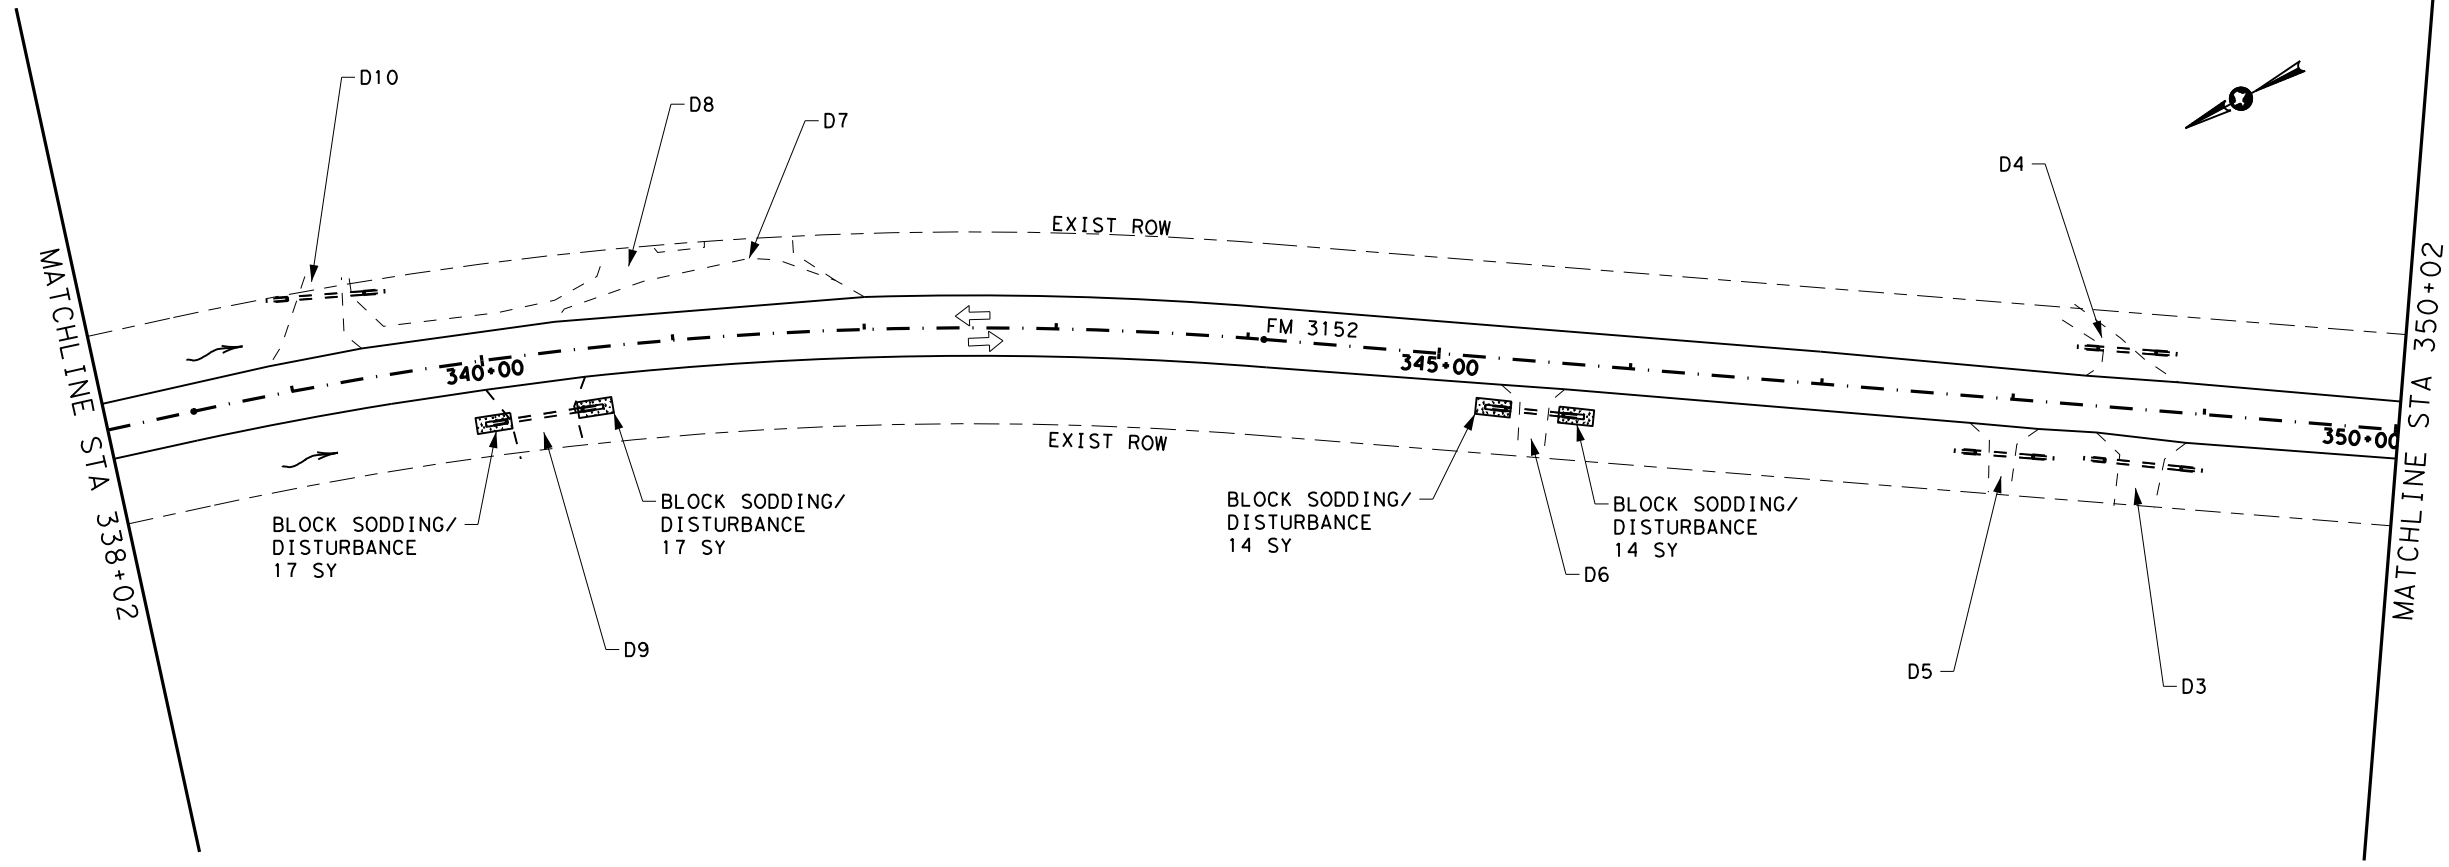 D10
D8
D7
D4
EXIST ROW
MATCHLINE STA 338+02
MATCHLINE STA 350+02
FM 3152
340+00
345+00
350+00
EXIST ROW
BLOCK SODDING/
DISTURBANCE
17 SY
BLOCK SODDING/
DISTURBANCE
17 SY
BLOCK SODDING/
DISTURBANCE
14 SY
BLOCK SODDING/
DISTURBANCE
14 SY
D6
D9
D5
D3